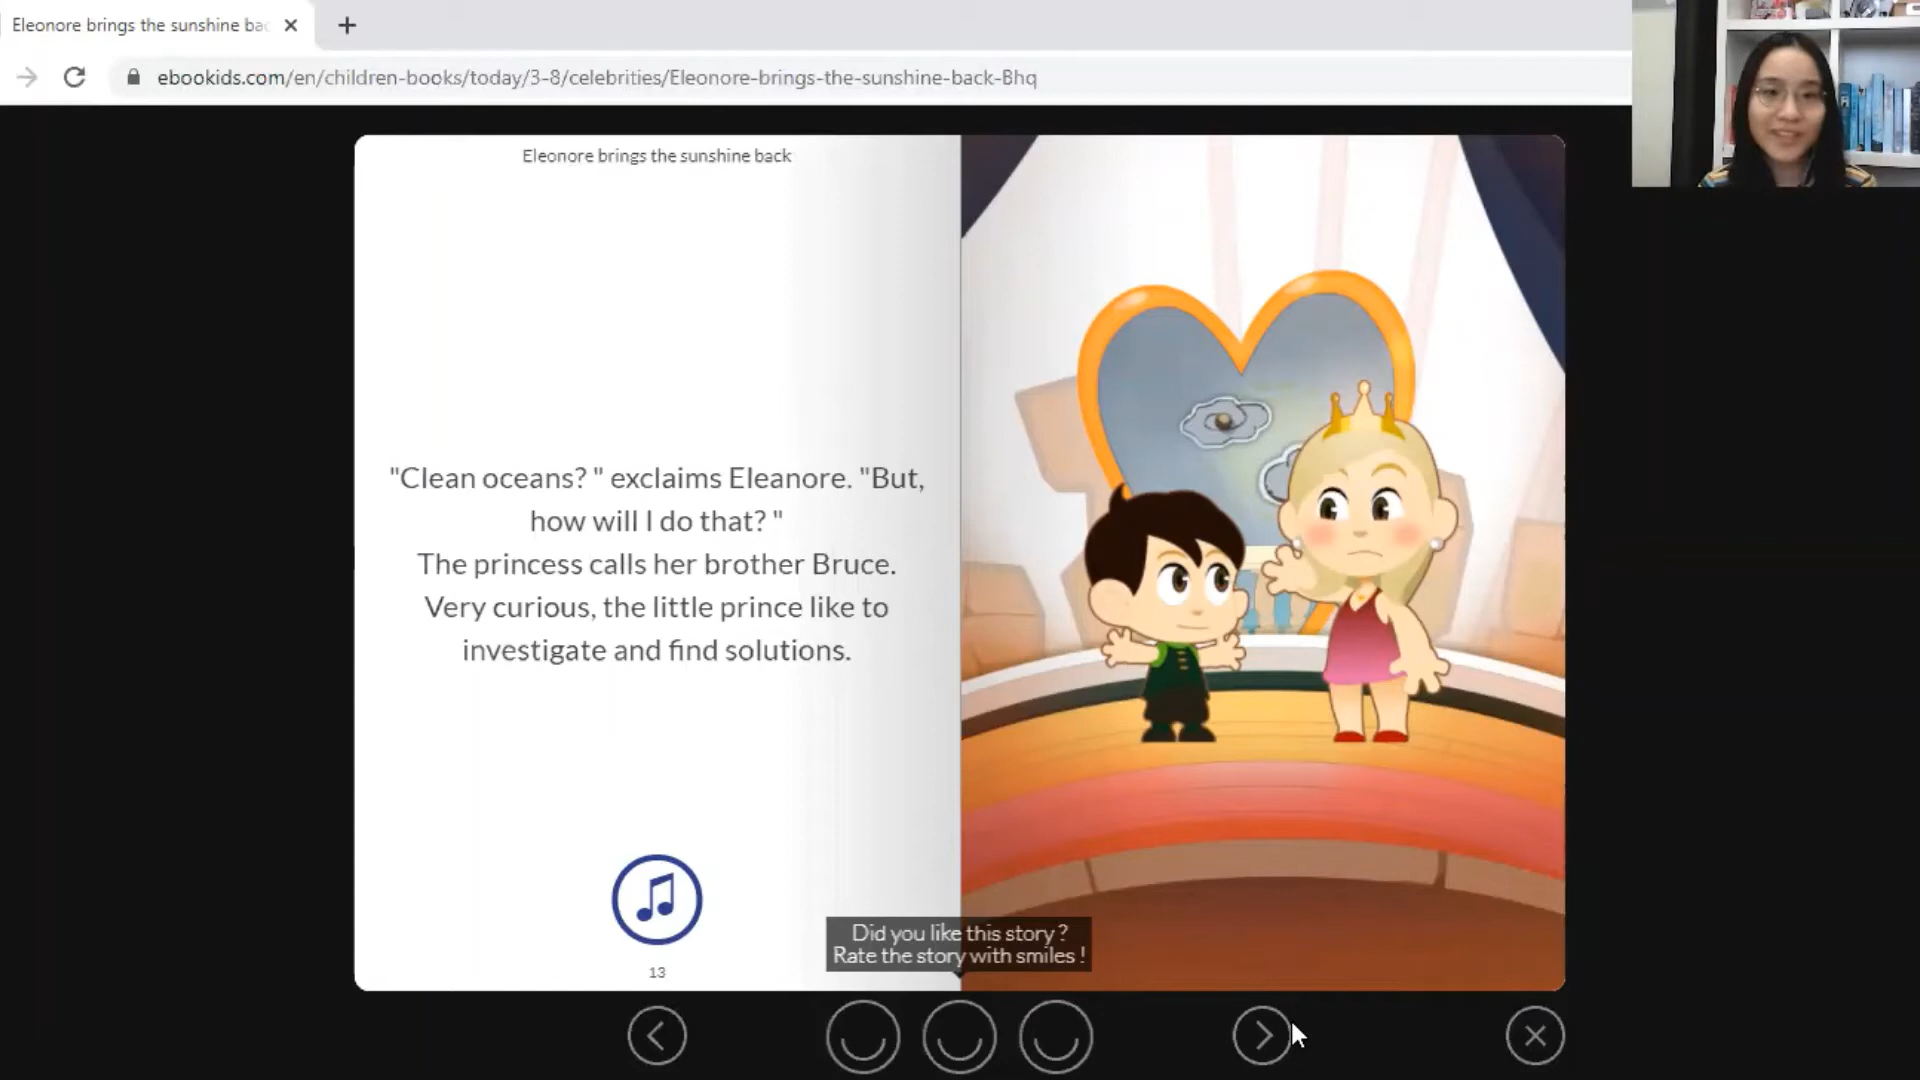 Eleonore brings the sunshine bac
ebookids.com/en/children-books/today/3-8/celebrities/Eleonore-brings-the-sunshine-back-Bhq
Eleonore brings the sunshine back
"Clean oceans? " exclaims Eleanore. "But,
how will I do that? "
The princess calls her brother Bruce.
Very curious, the little prince like to
investigate and find solutions.
13
Did you like this story ?
Rate the story with smiles !